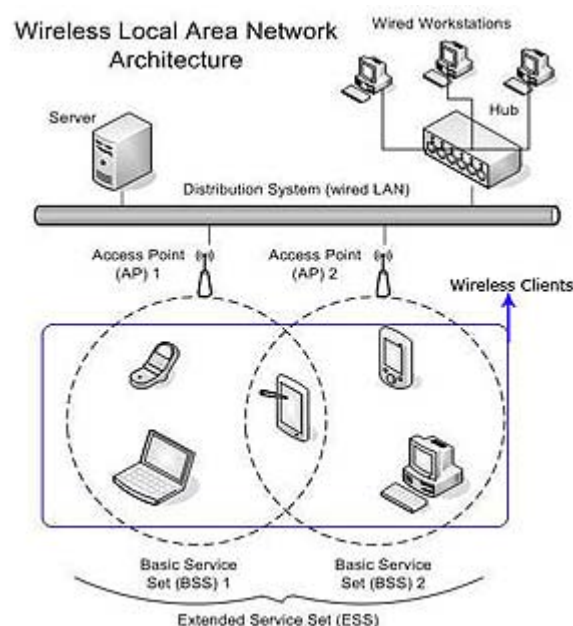 Wireless Local Area Network
Architecture
Wired Workstations
Server
Hub
Distribution System (wired LAN)
Access Point
(AP) 1
Access Point
(AP) 2
Wireless Clients
Basic Service
Set (BSS) 1
Basic Service
Set (BSS) 2
Extended Service Set (ESS)